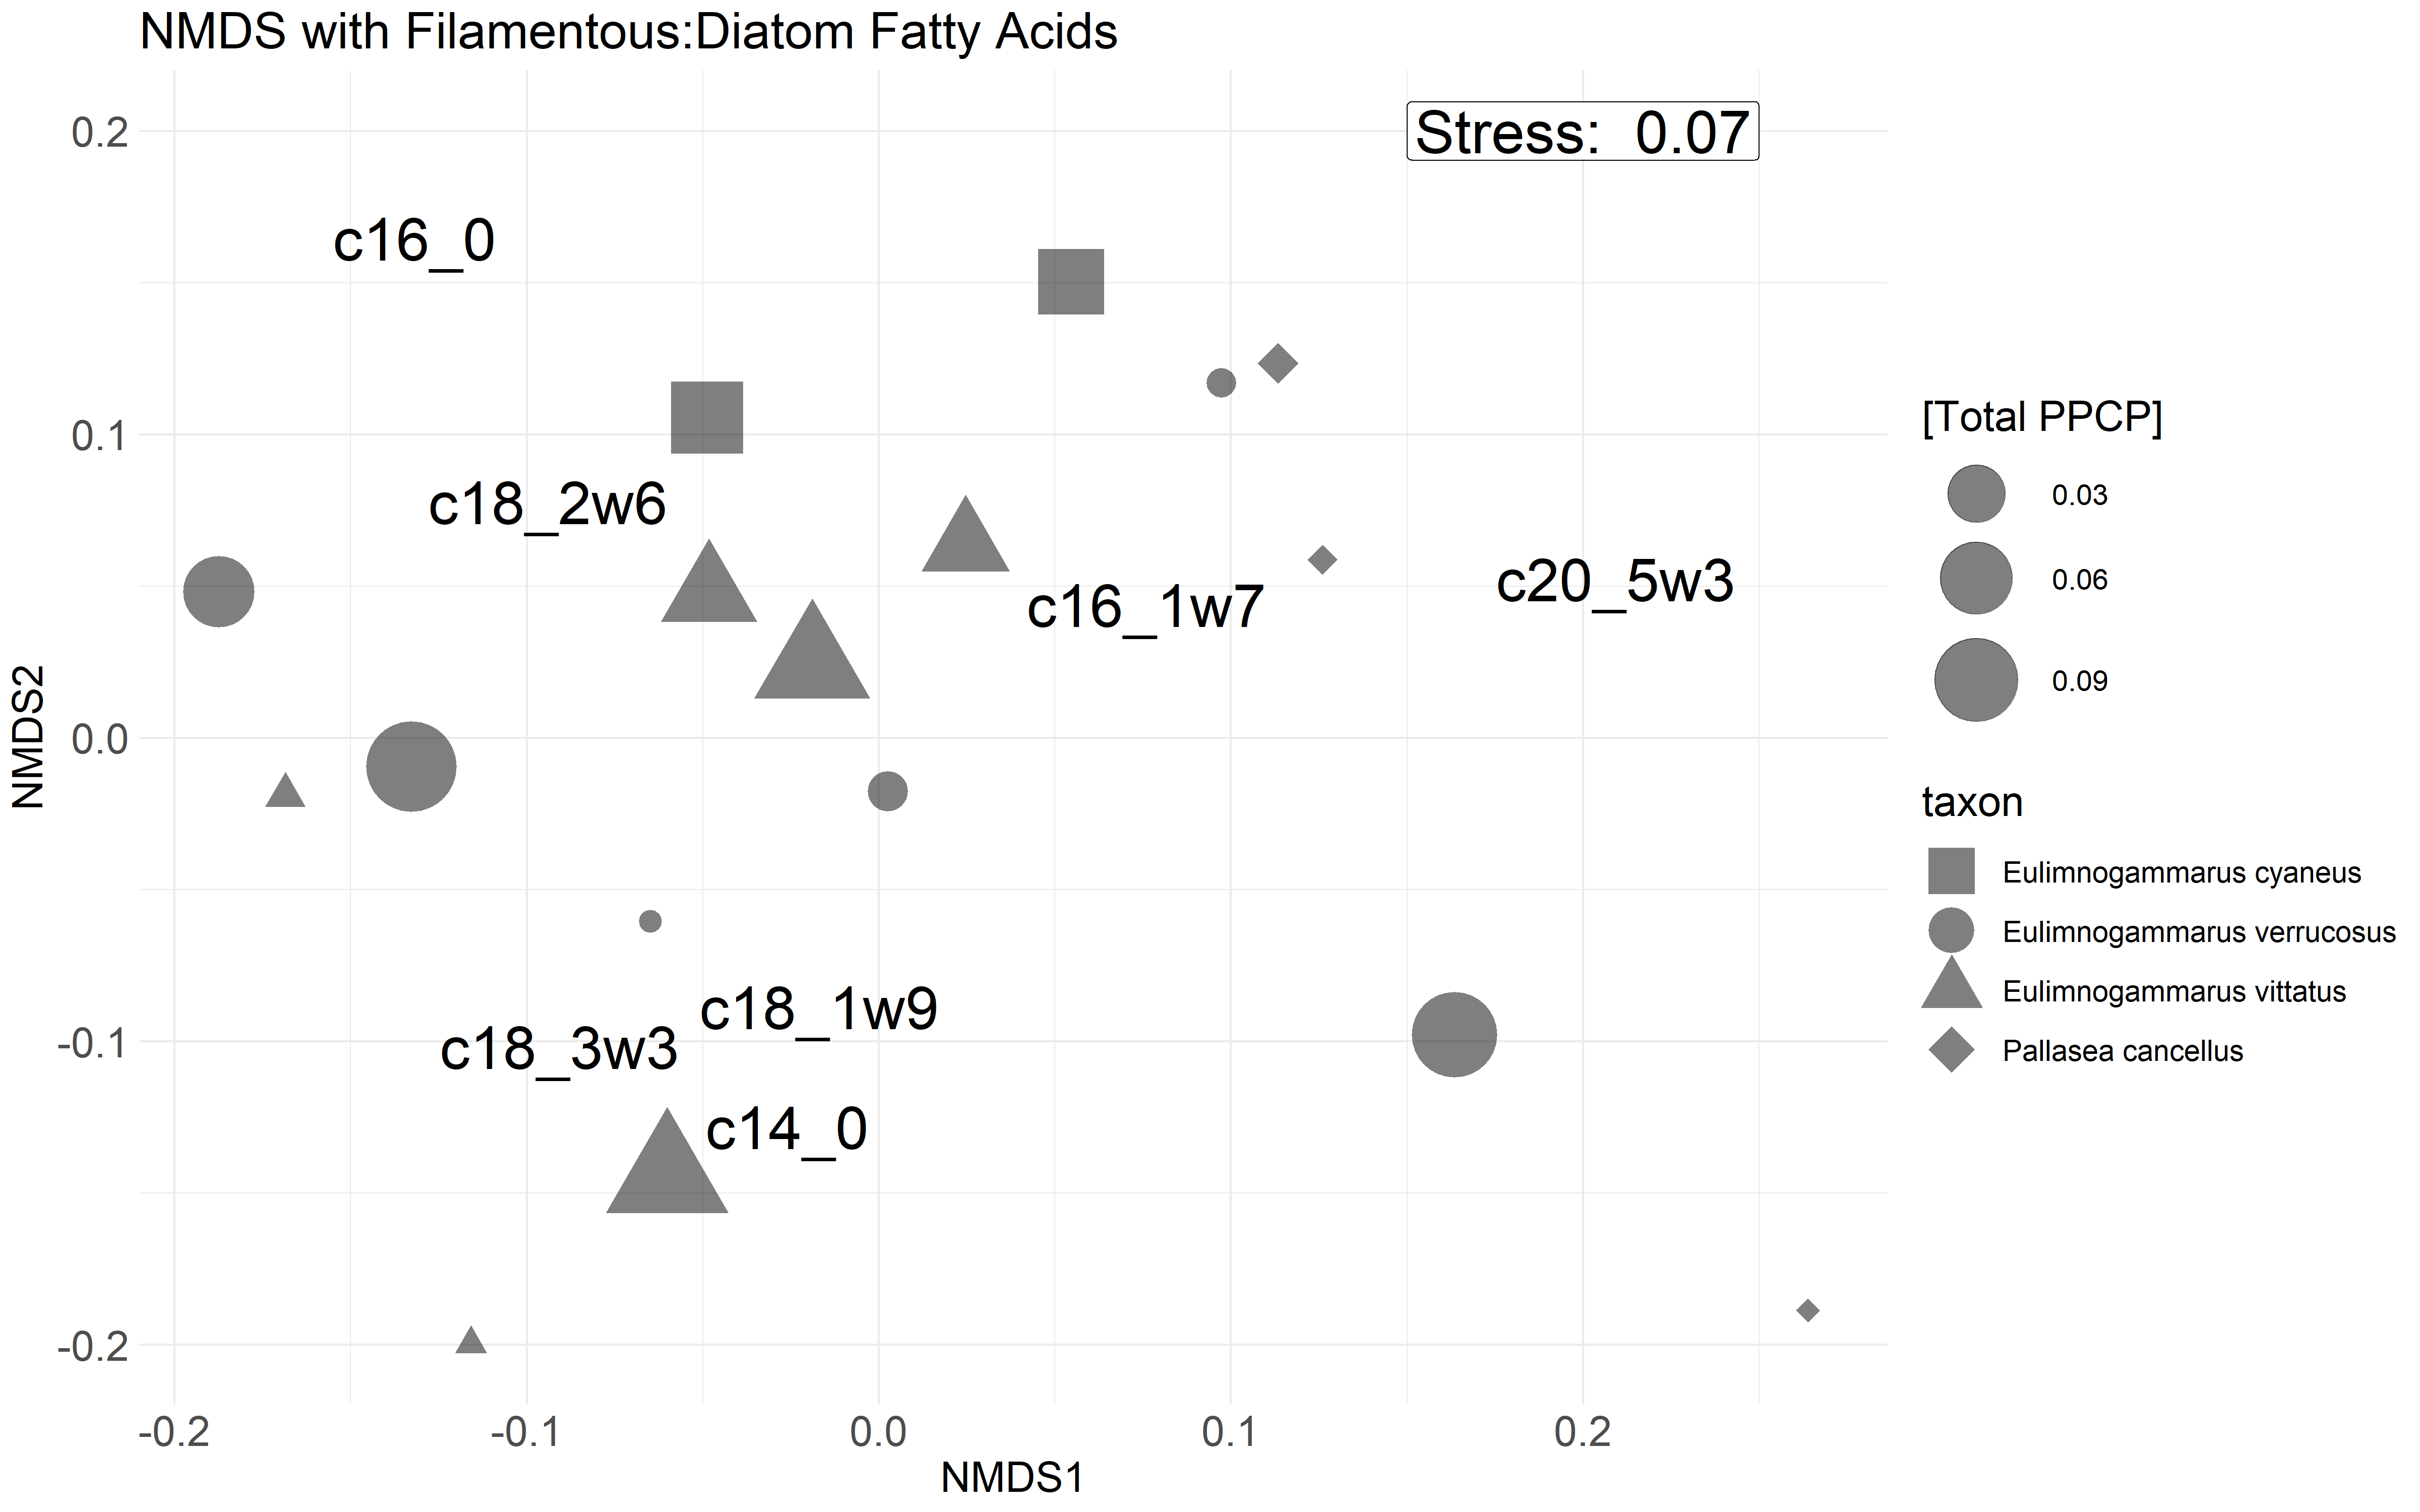 NMDS with Filamentous:Diatom Fatty Acids
Stress:  0.07
0.2
0.1
0.0
-0.1
-0.2
NMDS2
c16_0
c18_2w6
c16_1w7
c20_5w3
c18_1w9
c18_3w3
c14_0
-0.2
-0.1
0.0
0.1
0.2
NMDS1
[Total PPCP]
0.03
0.06
0.09
taxon
Eulimnogammarus cyaneus
Eulimnogammarus verrucosus
Eulimnogammarus vittatus
Pallasea cancellus